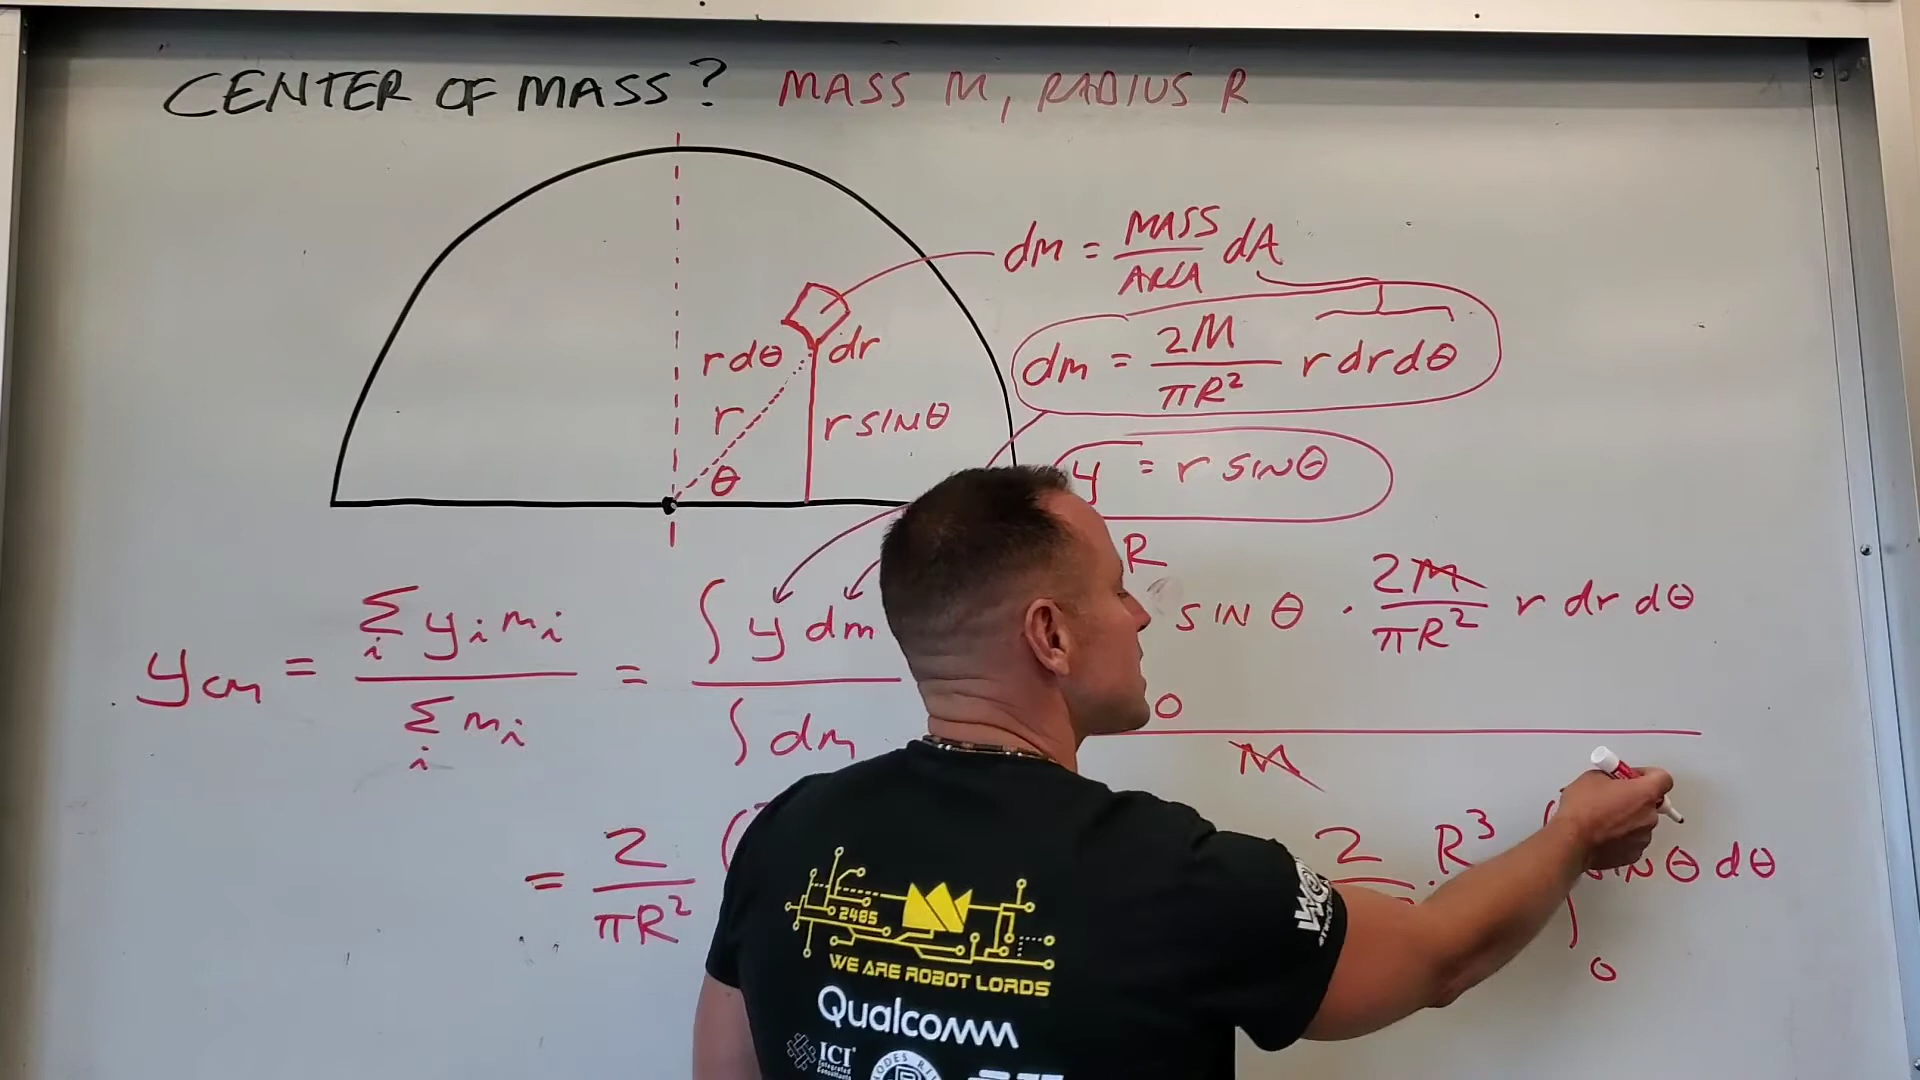 CENTER OF MASS? MASS M, RADIUS R
dm = MASS/AREA dA
dm = 2M/πR² r dr dθ
r dθ dr
r r sinθ
θ
y = r sinθ
R
sin θ · 2M/πR² r dr dθ
0
M
y_cm = Σ_i y_i m_i / Σ_i m_i = ∫ y dm / ∫ dm
= 2/πR² ∫
2 · R³ ∫ sinθ dθ
0
2485
WE ARE ROBOT LORDS
Qualcomm
ICI